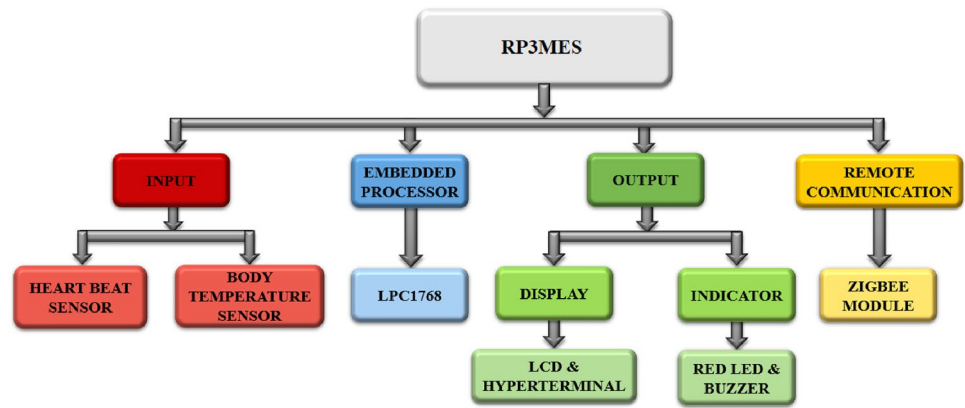 RP3MES
INPUT
EMBEDDED
PROCESSOR
OUTPUT
REMOTE
COMMUNICATION
HEART BEAT
SENSOR
BODY
TEMPERATURE
SENSOR
LPC1768
DISPLAY
INDICATOR
ZIGBEE
MODULE
LCD &
HYPERTERMINAL
RED LED &
BUZZER